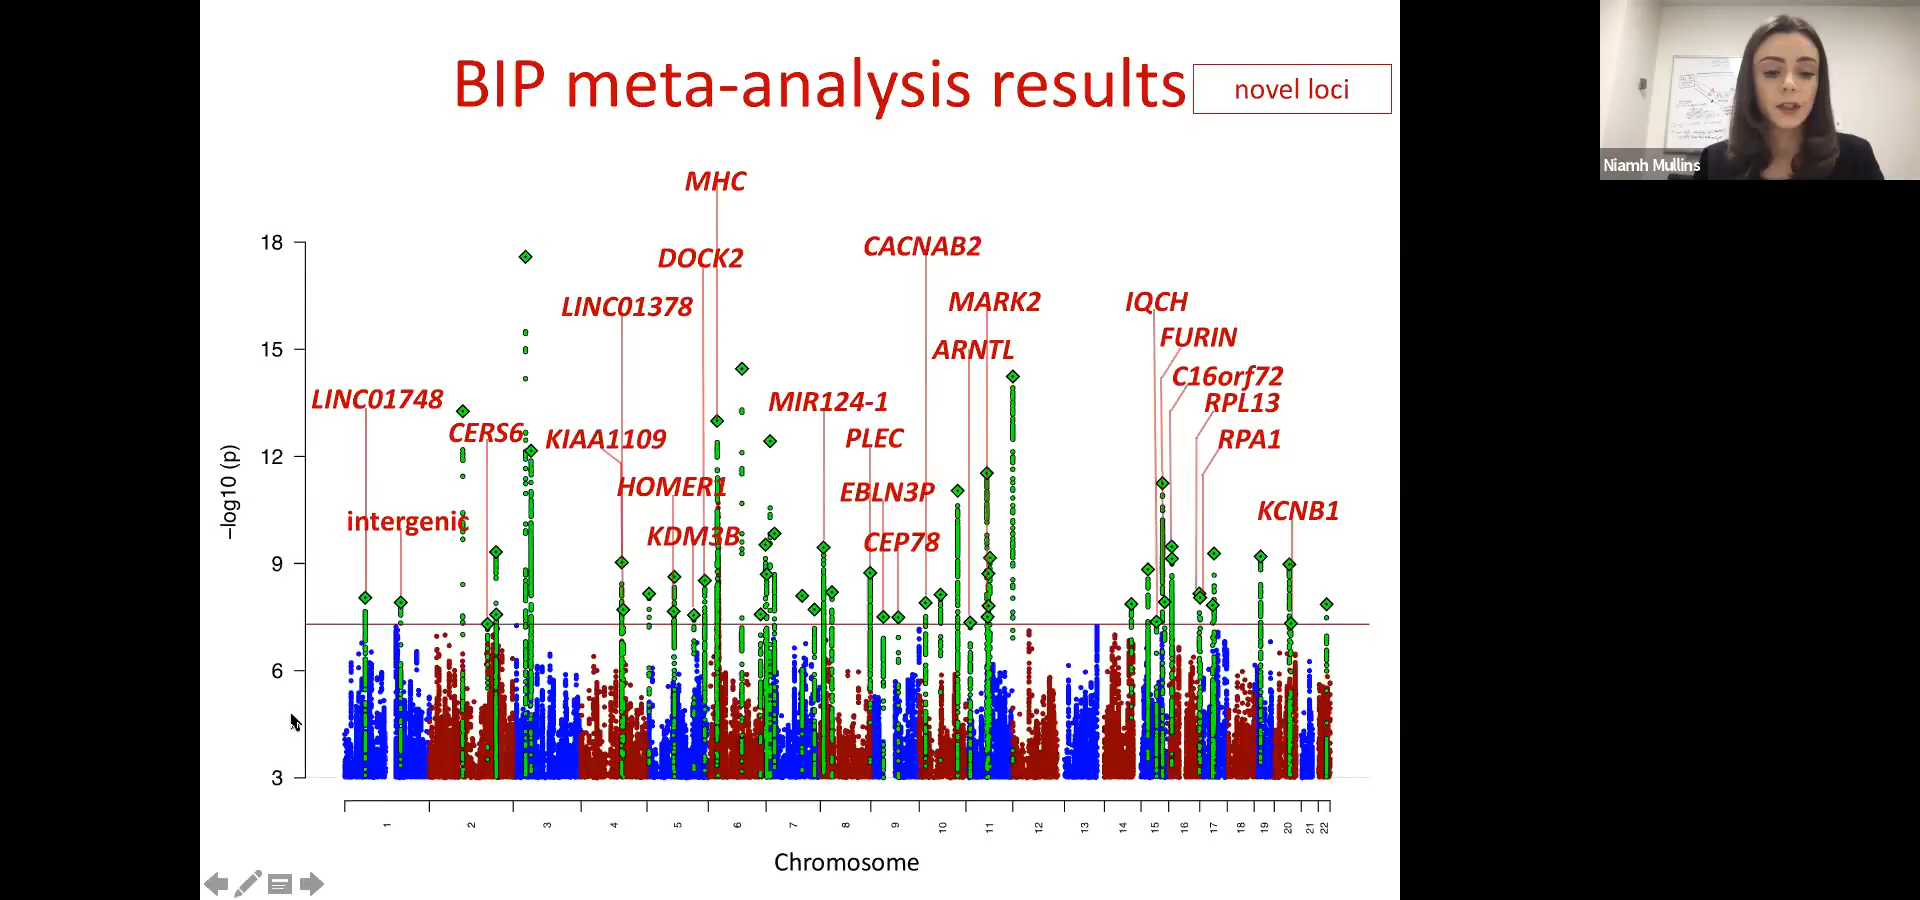 BIP meta-analysis results
novel loci
Niamh Mullins
MHC
CACNAB2
DOCK2
LINC01378
MARK2
IQCH
FURIN
ARNTL
C16orf72
LINC01748
MIR124-1
RPL13
CERS6
KIAA1109
PLEC
RPA1
HOMER1
EBLN3P
KCNB1
intergenic
KDM3B
CEP78
−log10 (p)
18
15
12
9
6
3
1 2 3 4 5 6 7 8 9 10 11 12 13 14 15 16 17 18 19 20 21 22
Chromosome